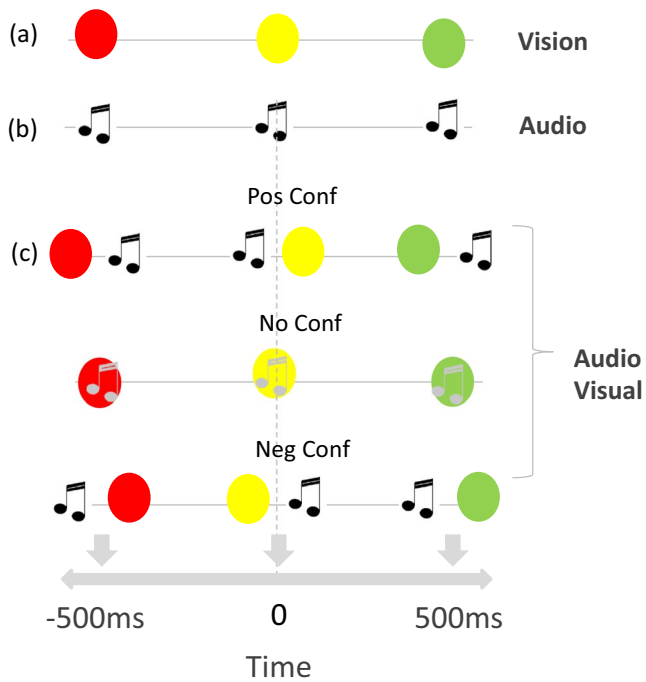 (a)
Vision
(b)
Audio
Pos Conf
(c)
No Conf
Audio
Visual
Neg Conf
-500ms
0
500ms
Time